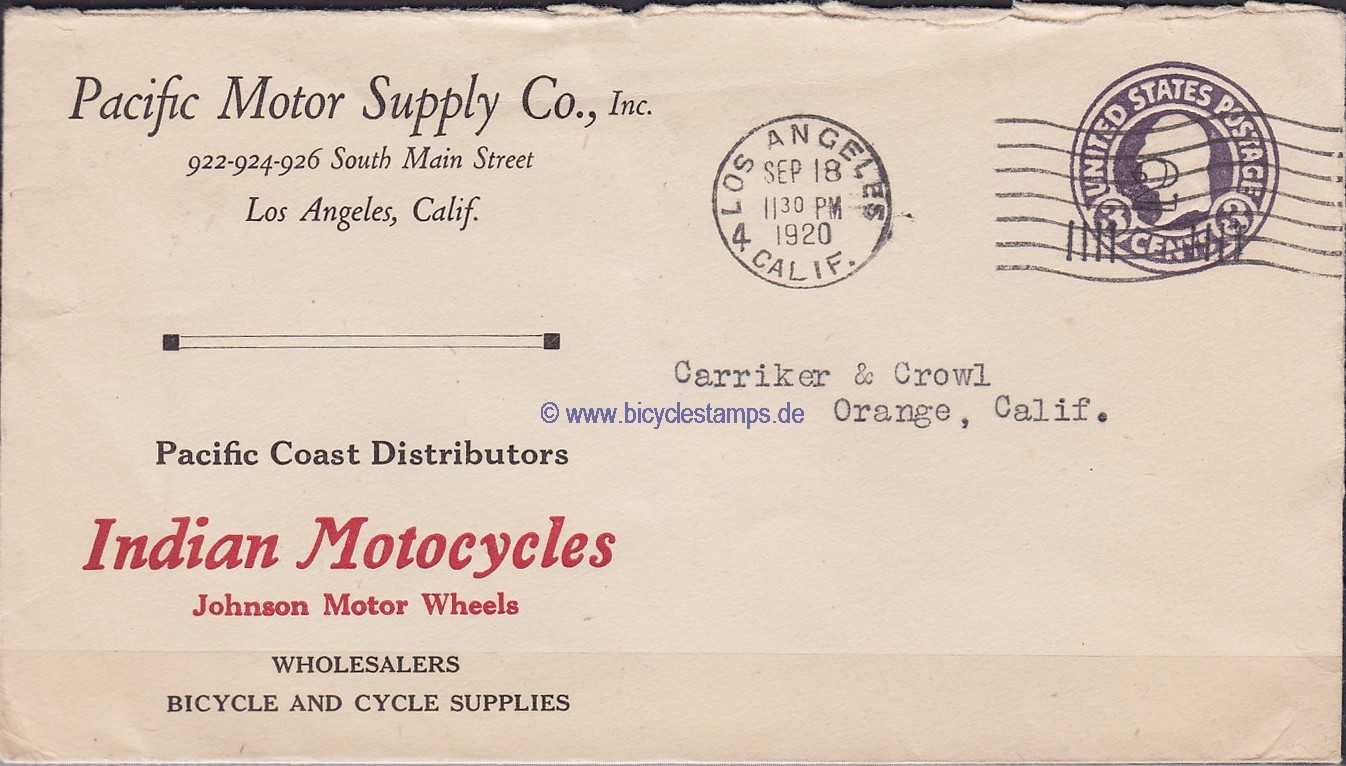 Pacific Motor Supply Co., Inc.
922-924-926 South Main Street
Los Angeles, Calif.
Pacific Coast Distributors
Indian Motocycles
Johnson Motor Wheels
WHOLESALERS
BICYCLE AND CYCLE SUPPLIES
LOS ANGELES
SEP 18
1130 PM
1920
4 CALIF.
UNITED STATES POSTAGE
3 CENTS 3
2
Carriker & Crowl
Orange, Calif.
© www.bicyclestamps.de